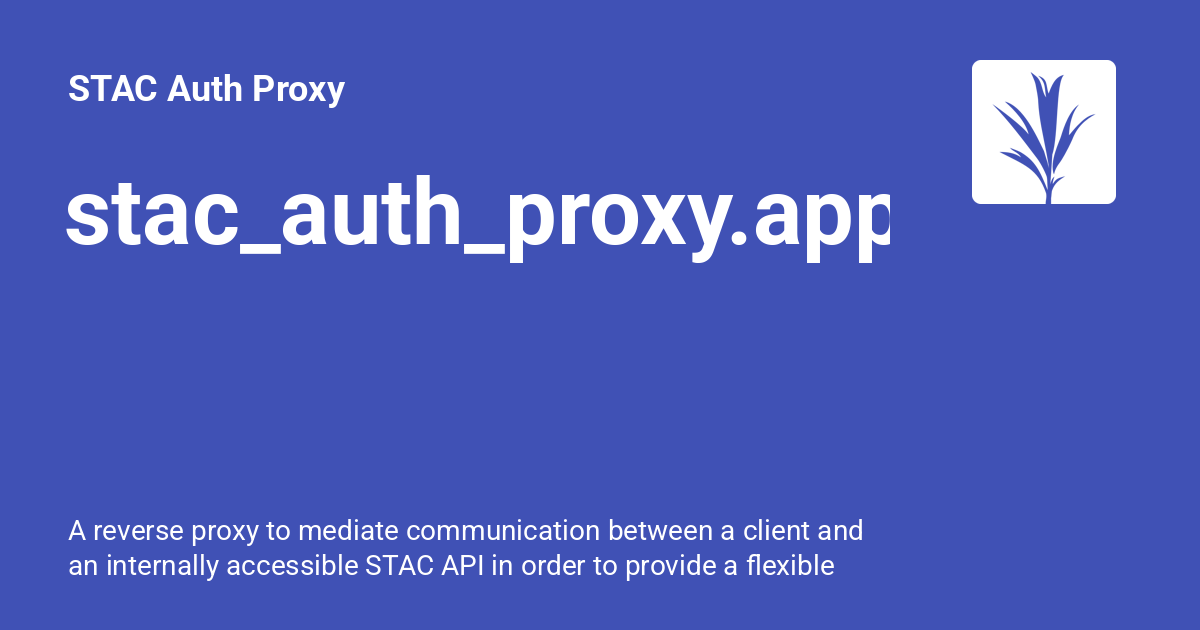 STAC Auth Proxy
stac_auth_proxy.app
A reverse proxy to mediate communication between a client and
an internally accessible STAC API in order to provide a flexible